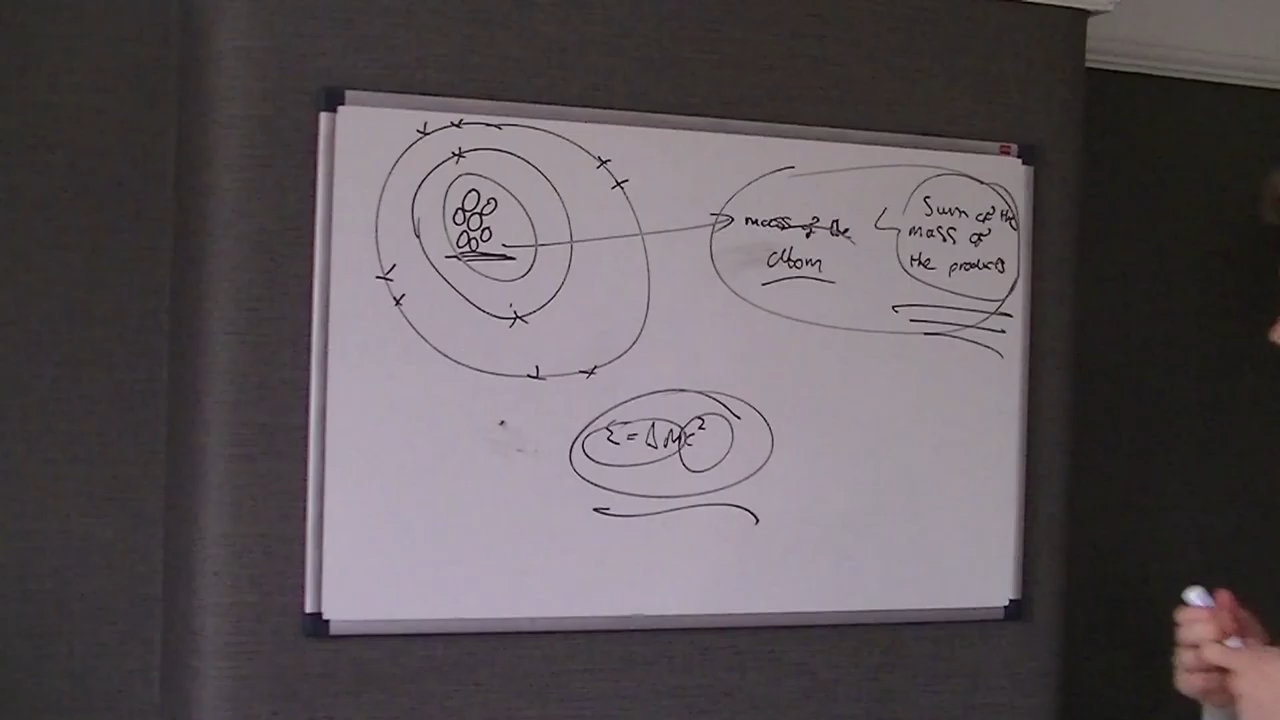 mass of the
atom
< Sum of the
mass of
the products
E = Δmc²